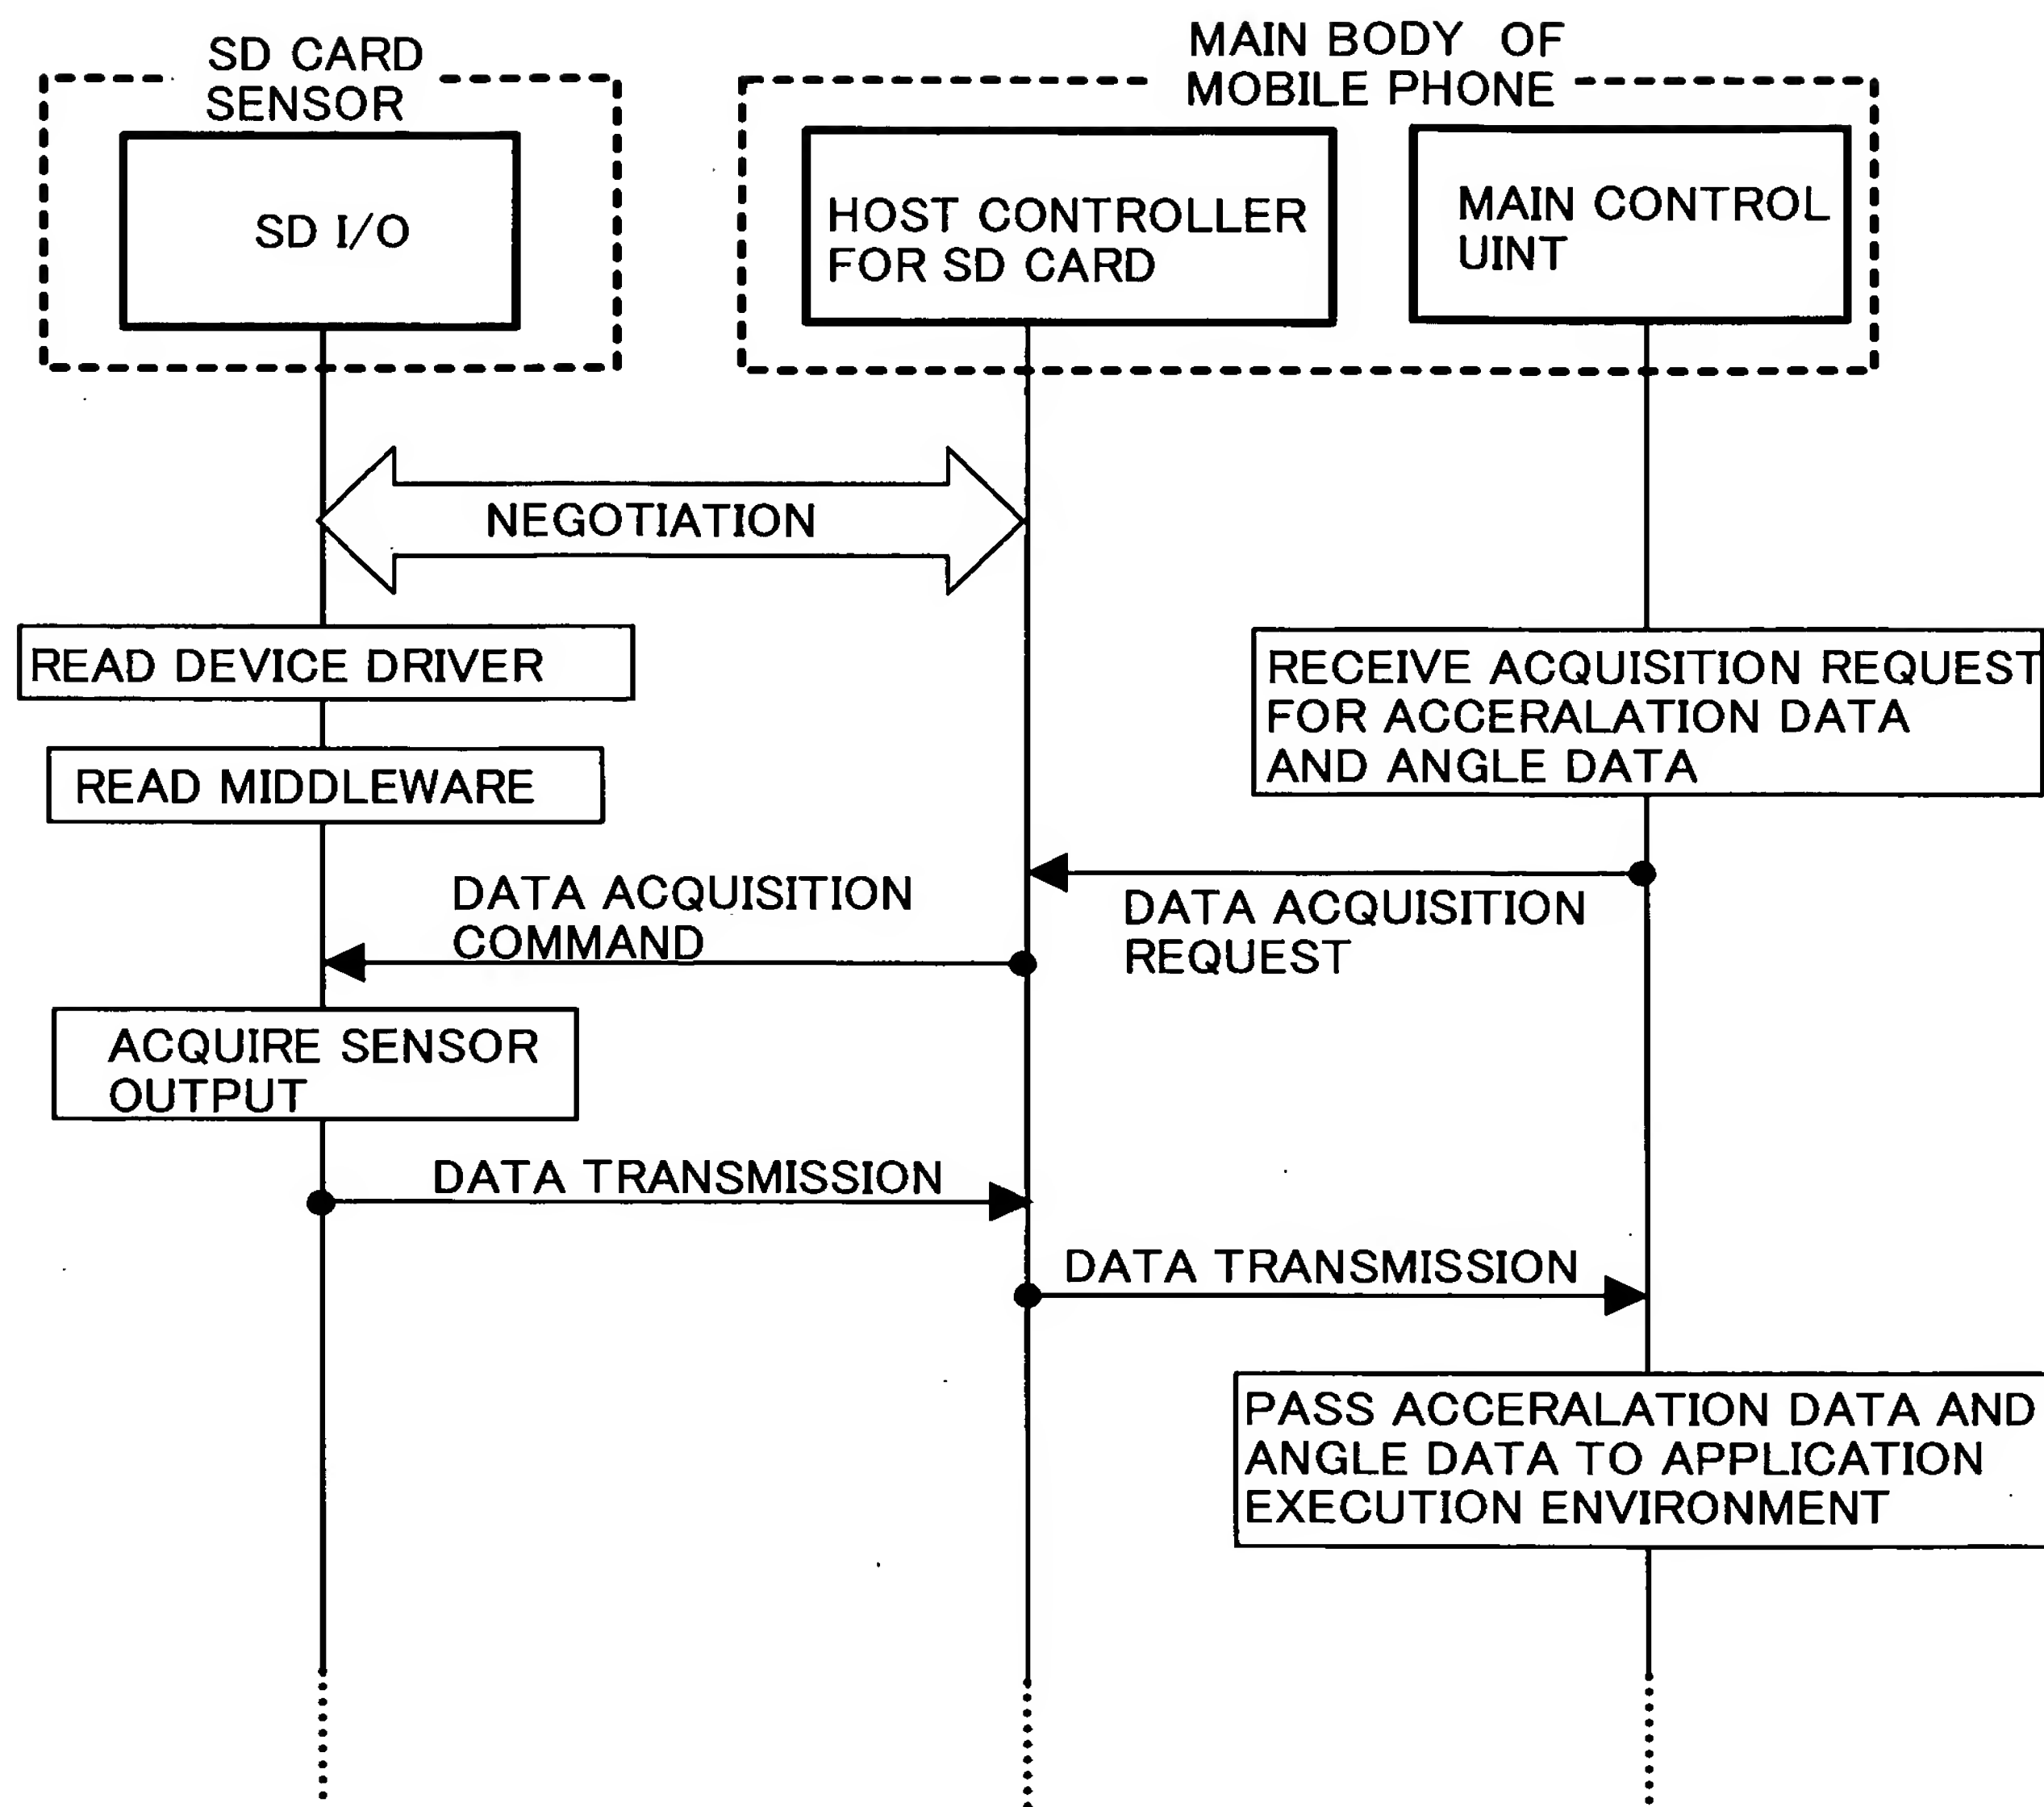 SD CARD
SENSOR
MAIN BODY OF
MOBILE PHONE
SD I/O
HOST CONTROLLER
FOR SD CARD
MAIN CONTROL
UINT
NEGOTIATION
READ DEVICE DRIVER
RECEIVE ACQUISITION REQUEST
FOR ACCERALATION DATA
AND ANGLE DATA
READ MIDDLEWARE
DATA ACQUISITION
COMMAND
DATA ACQUISITION
REQUEST
ACQUIRE SENSOR
OUTPUT
DATA TRANSMISSION
DATA TRANSMISSION
PASS ACCERALATION DATA AND
ANGLE DATA TO APPLICATION
EXECUTION ENVIRONMENT